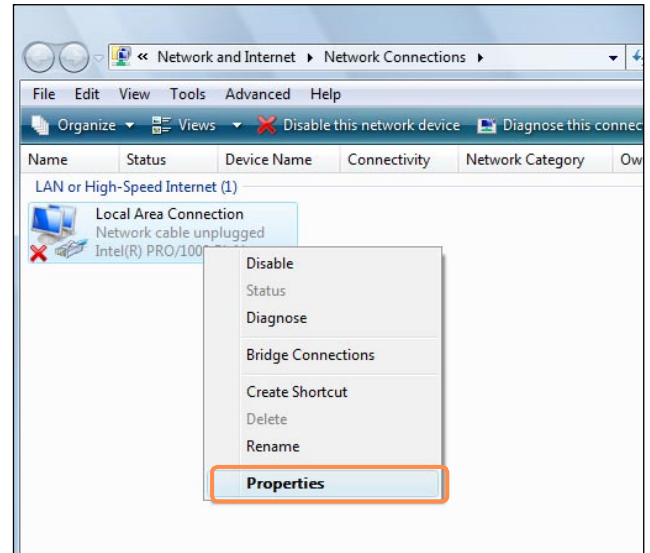 « Network and Internet ▸ Network Connections ▸
File Edit View Tools Advanced Help
Organize Views Disable this network device Diagnose this connec
Name Status Device Name Connectivity Network Category Ow
LAN or High-Speed Internet (1)
Local Area Connection
Network cable unplugged
Intel(R) PRO/100
Disable
Status
Diagnose
Bridge Connections
Create Shortcut
Delete
Rename
Properties